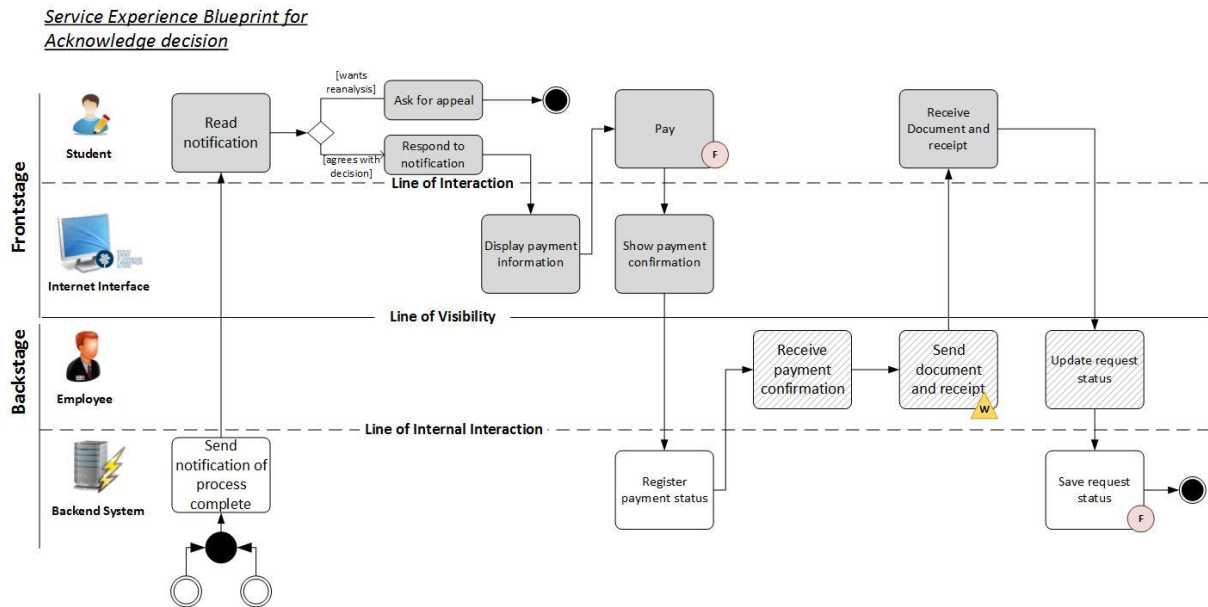 Service Experience Blueprint for
Acknowledge decision
Frontstage
Backstage
Student
Internet Interface
Employee
Backend System
Read
notification
[wants
reanalysis]
Ask for appeal
[agrees with
decision]
Respond to
notification
Pay
F
Receive
Document and
receipt
Line of Interaction
Display payment
information
Show payment
confirmation
Line of Visibility
Receive
payment
confirmation
Send
document
and receipt
W
Update request
status
Line of Internal Interaction
Send
notification of
process
complete
Register
payment status
Save request
status
F